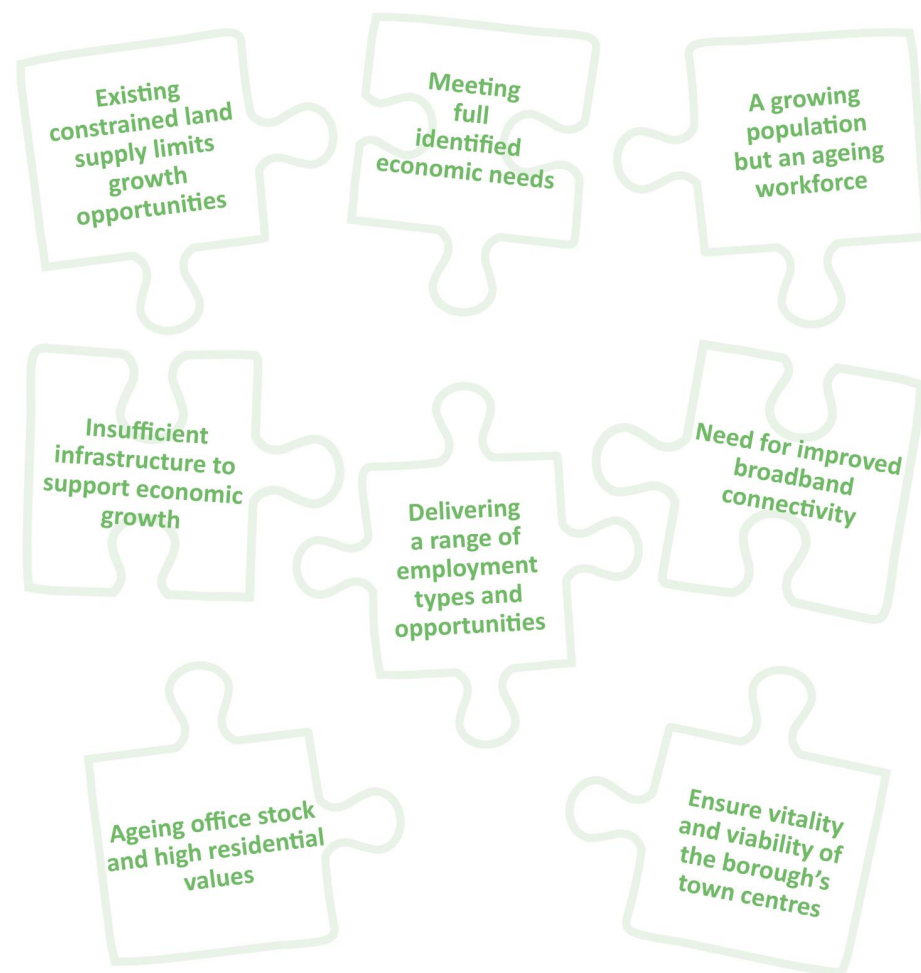 Existing
constrained land
supply limits
growth
opportunities
Meeting
full
identified
economic needs
A growing
population
but an ageing
workforce
Insufficient
infrastructure to
support economic
growth
Delivering
a range of
employment
types and
opportunities
Need for improved
broadband
connectivity
Ageing office stock
and high residential
values
Ensure vitality
and viability of
the borough's
town centres